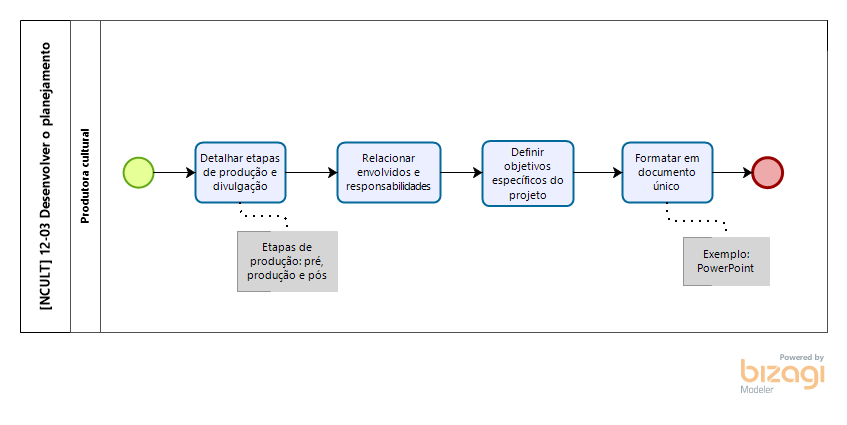 [NCULT] 12-03 Desenvolver o planejamento
Produtora cultural
Detalhar etapas
de produção e
divulgação
Relacionar
envolvidos e
responsabilidades
Definir
objetivos
específicos do
projeto
Formatar em
documento
único
Etapas de
produção: pré,
produção e pós
Exemplo:
PowerPoint
Powered by
bizagi
Modeler